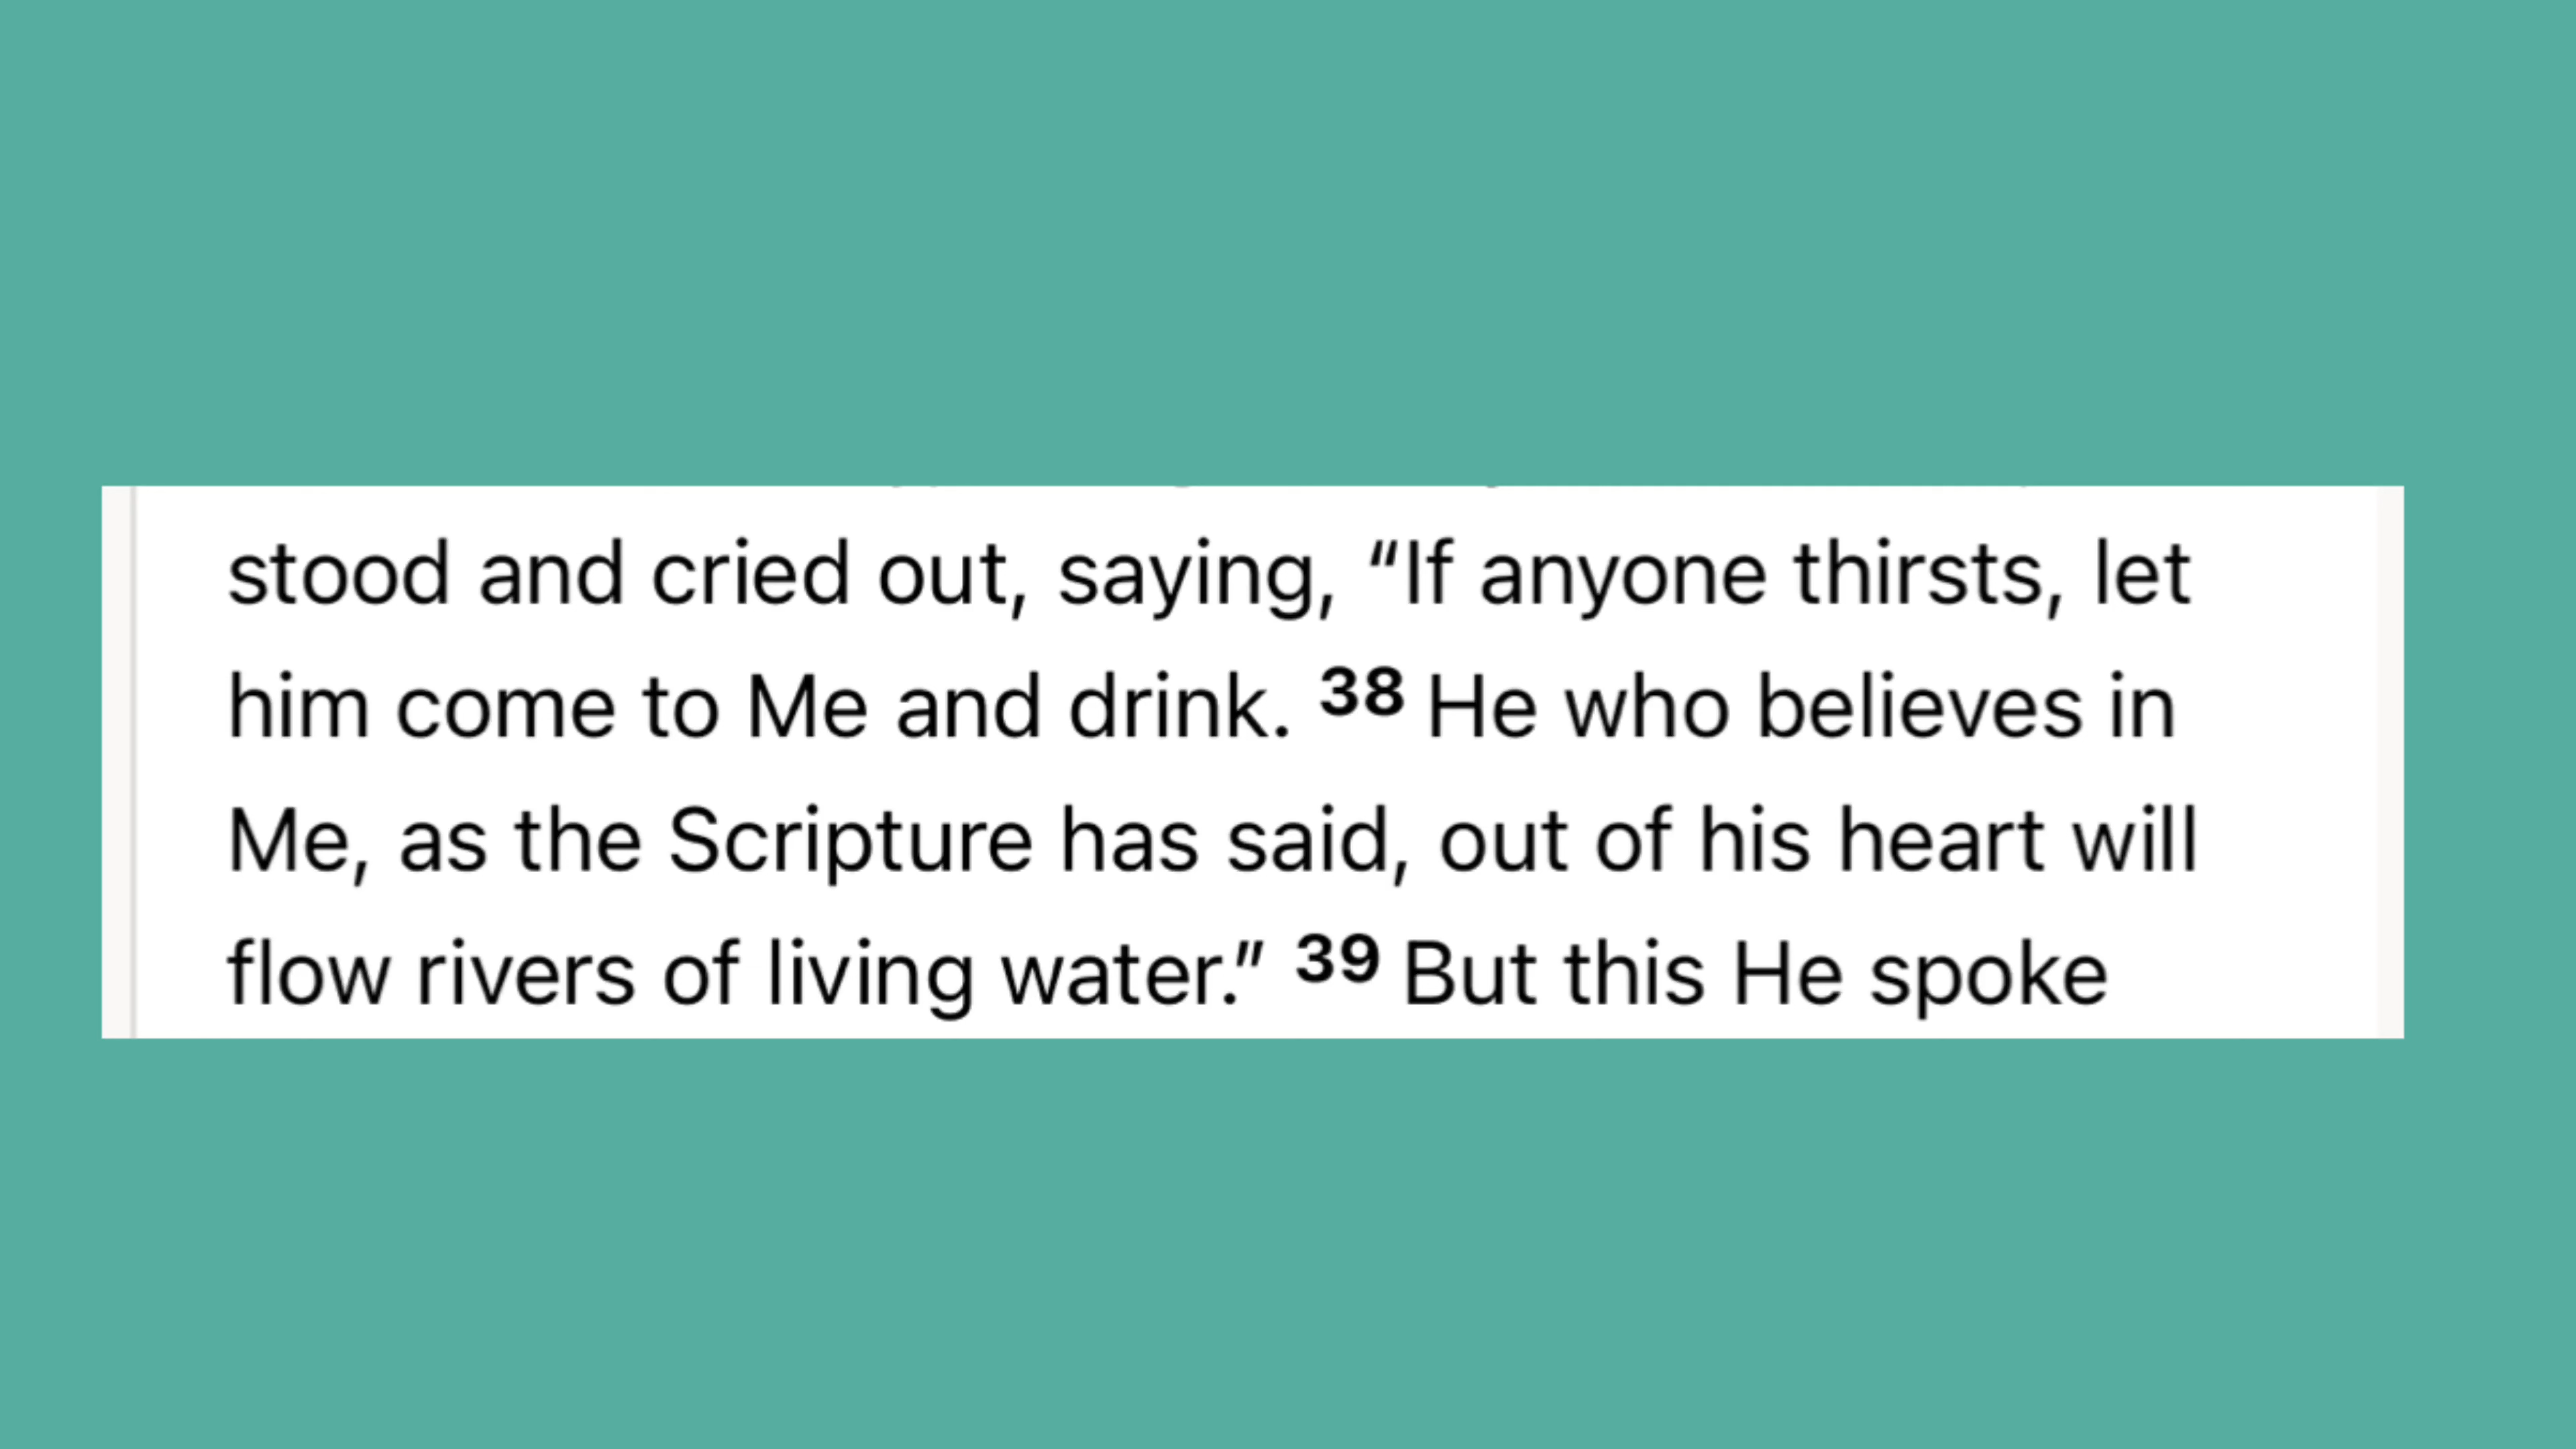 stood and cried out, saying, “If anyone thirsts, let
him come to Me and drink. 38 He who believes in
Me, as the Scripture has said, out of his heart will
flow rivers of living water.” 39 But this He spoke